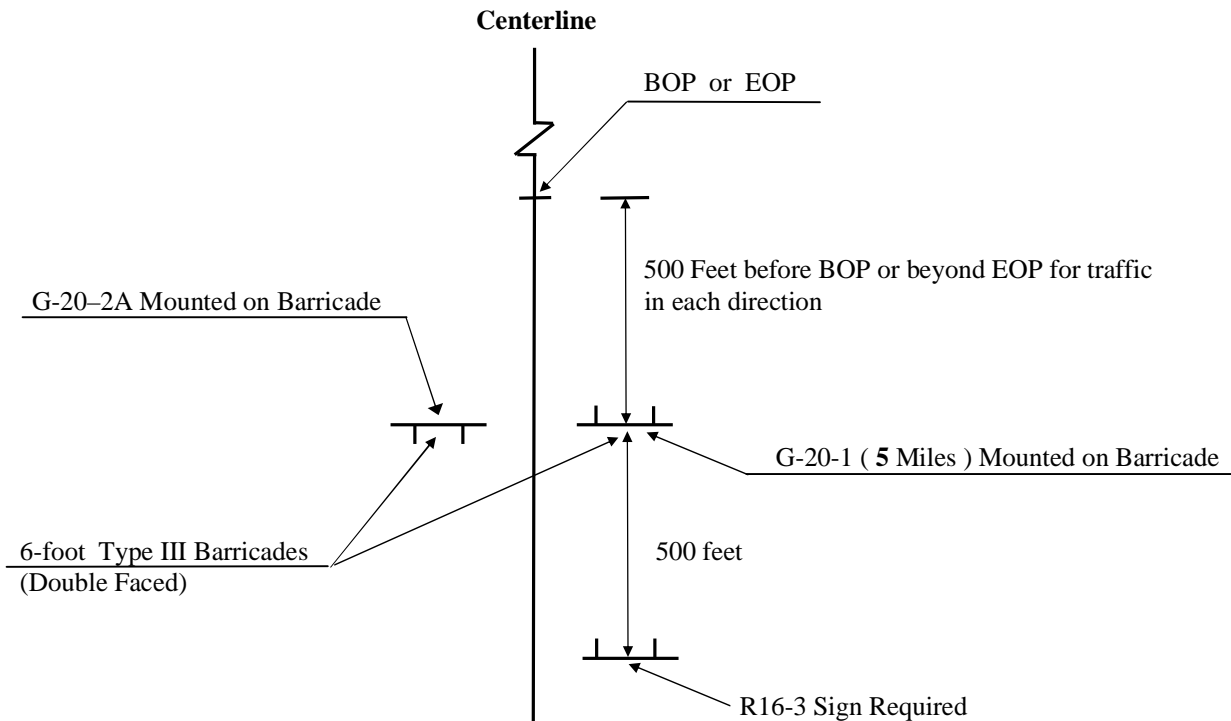 Centerline
BOP or EOP
500 Feet before BOP or beyond EOP for traffic
in each direction
G-20–2A Mounted on Barricade
G-20-1 ( 5 Miles ) Mounted on Barricade
6-foot Type III Barricades
(Double Faced)
500 feet
R16-3 Sign Required